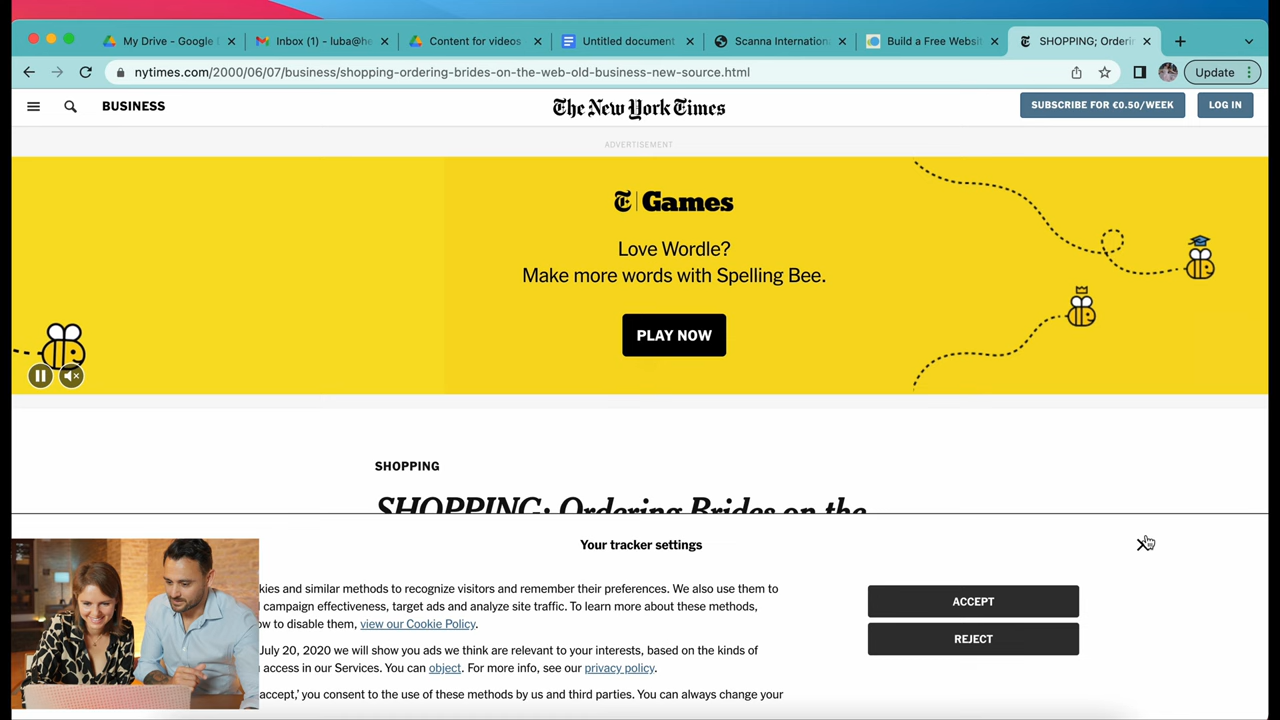 My Drive - Google
Inbox (1) - luba@he
Content for videos
Untitled document
Scanna Internationa
Build a Free Websit
SHOPPING; Orderin
nytimes.com/2000/06/07/business/shopping-ordering-brides-on-the-web-old-business-new-source.html
Update
BUSINESS
The New York Times
SUBSCRIBE FOR €0.50/WEEK
LOG IN
ADVERTISEMENT
T Games
Love Wordle?
Make more words with Spelling Bee.
PLAY NOW
SHOPPING
SHOPPING; Ordering Brides on the
Your tracker settings
kies and similar methods to recognize visitors and remember their preferences. We also use them to
campaign effectiveness, target ads and analyze site traffic. To learn more about these methods,
ow to disable them, view our Cookie Policy.
July 20, 2020 we will show you ads we think are relevant to your interests, based on the kinds of
access in our Services. You can object. For more info, see our privacy policy.
accept,' you consent to the use of these methods by us and third parties. You can always change your
ACCEPT
REJECT